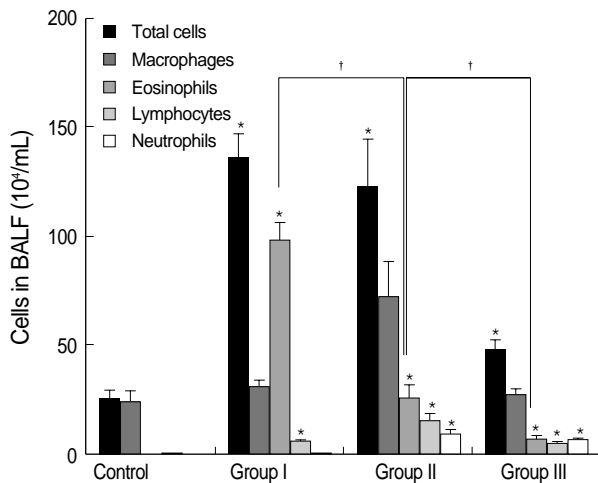 200
150
100
50
0
Cells in BALF (10⁴/mL)
Total cells
Macrophages
Eosinophils
Lymphocytes
Neutrophils
† †
* * * * * * * * * * *
Control Group I Group II Group III